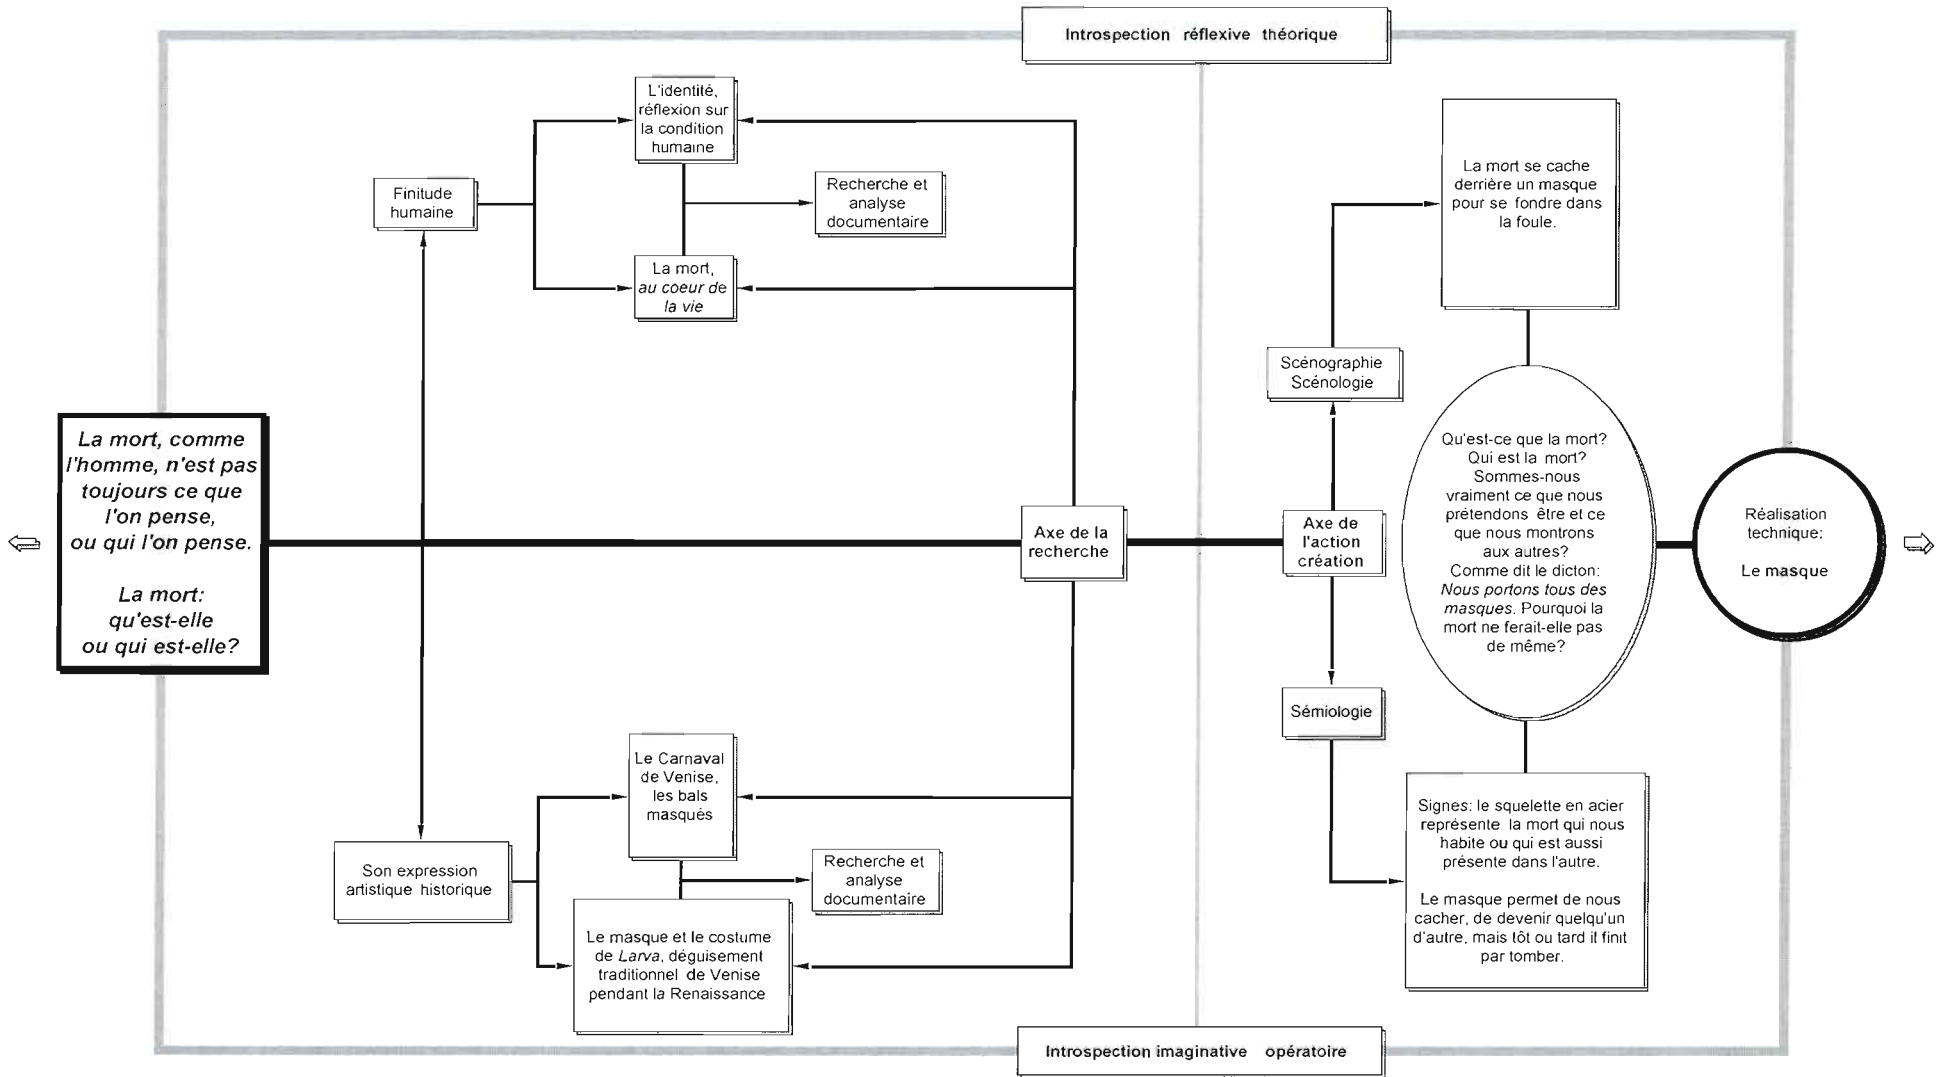 Introspection réflexive théorique
L'identité,
réflexion sur
la condition
humaine
Finitude
humaine
Recherche et
analyse
documentaire
La mort,
au coeur de
la vie
La mort se cache
derrière un masque
pour se fondre dans
la foule.
Scénographie
Scénologie
La mort, comme
l'homme, n'est pas
toujours ce que
l'on pense,
ou qui l'on pense.
La mort:
qu'est-elle
ou qui est-elle?
Axe de la
recherche
Axe de
l'action
création
Qu'est-ce que la mort?
Qui est la mort?
Sommes-nous
vraiment ce que nous
prétendons être et ce
que nous montrons
aux autres?
Comme dit le dicton:
Nous portons tous des
masques. Pourquoi la
mort ne ferait-elle pas
de même?
Réalisation
technique:
Le masque
Sémiologie
Le Carnaval
de Venise,
les bals
masqués
Son expression
artistique historique
Recherche et
analyse
documentaire
Le masque et le costume
de Larva, déguisement
traditionnel de Venise
pendant la Renaissance
Signes: le squelette en acier
représente la mort qui nous
habite ou qui est aussi
présente dans l'autre.
Le masque permet de nous
cacher, de devenir quelqu'un
d'autre, mais tôt ou tard il finit
par tomber.
Introspection imaginative opératoire